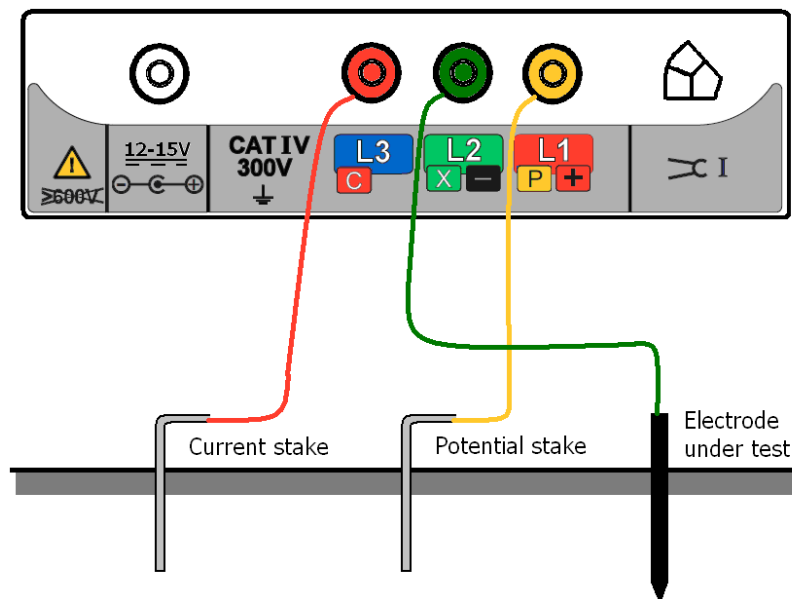 12-15V
CAT IV
300V
L3
L2
L1
C
X
P
+
I
≥600V
Current stake
Potential stake
Electrode
under test